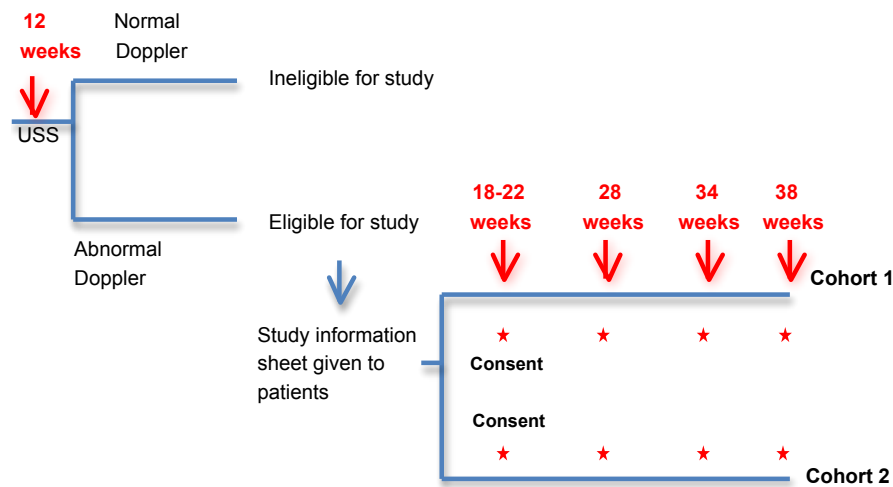 12
weeks
Normal
Doppler
USS
Ineligible for study
Abnormal
Doppler
Eligible for study
Study information
sheet given to
patients
18-22
weeks
28
weeks
34
weeks
38
weeks
Cohort 1
Consent
Consent
Cohort 2